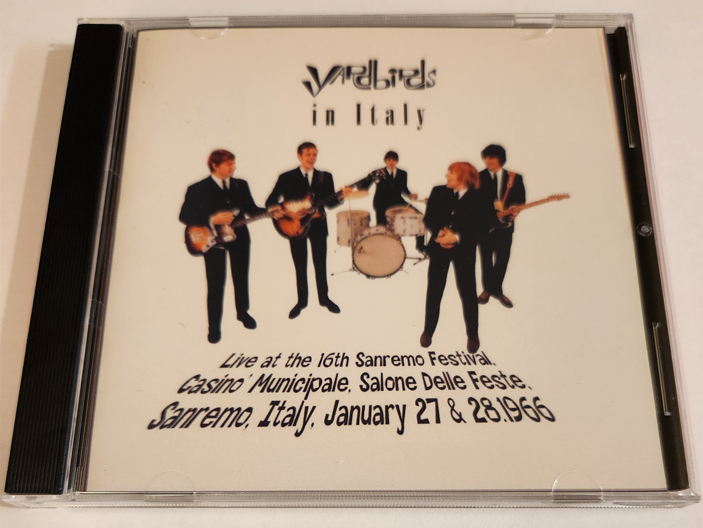 YARdbiRds
in Italy
Live at the 16th Sanremo Festival.
Casino' Municipale, Salone Delle Feste,
Sanremo, Italy, January 27 & 28.1966